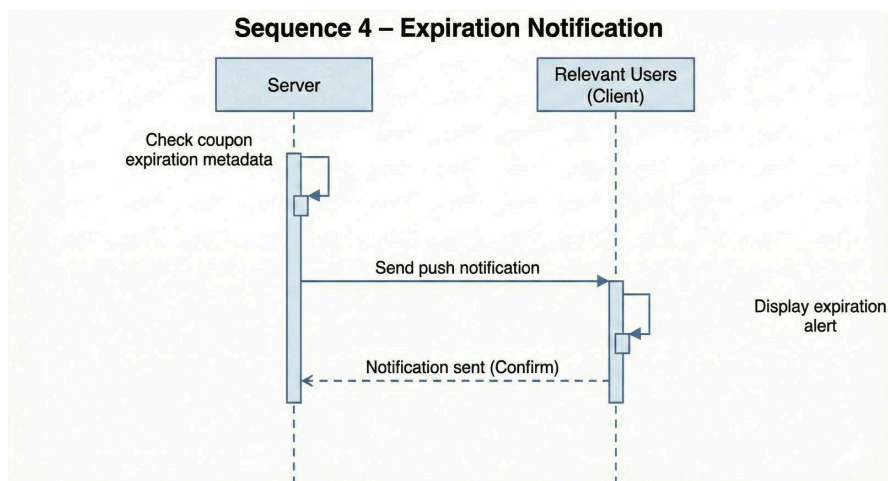 Sequence 4 – Expiration Notification
Server
Relevant Users
(Client)
Check coupon
expiration metadata
Send push notification
Display expiration
alert
Notification sent (Confirm)